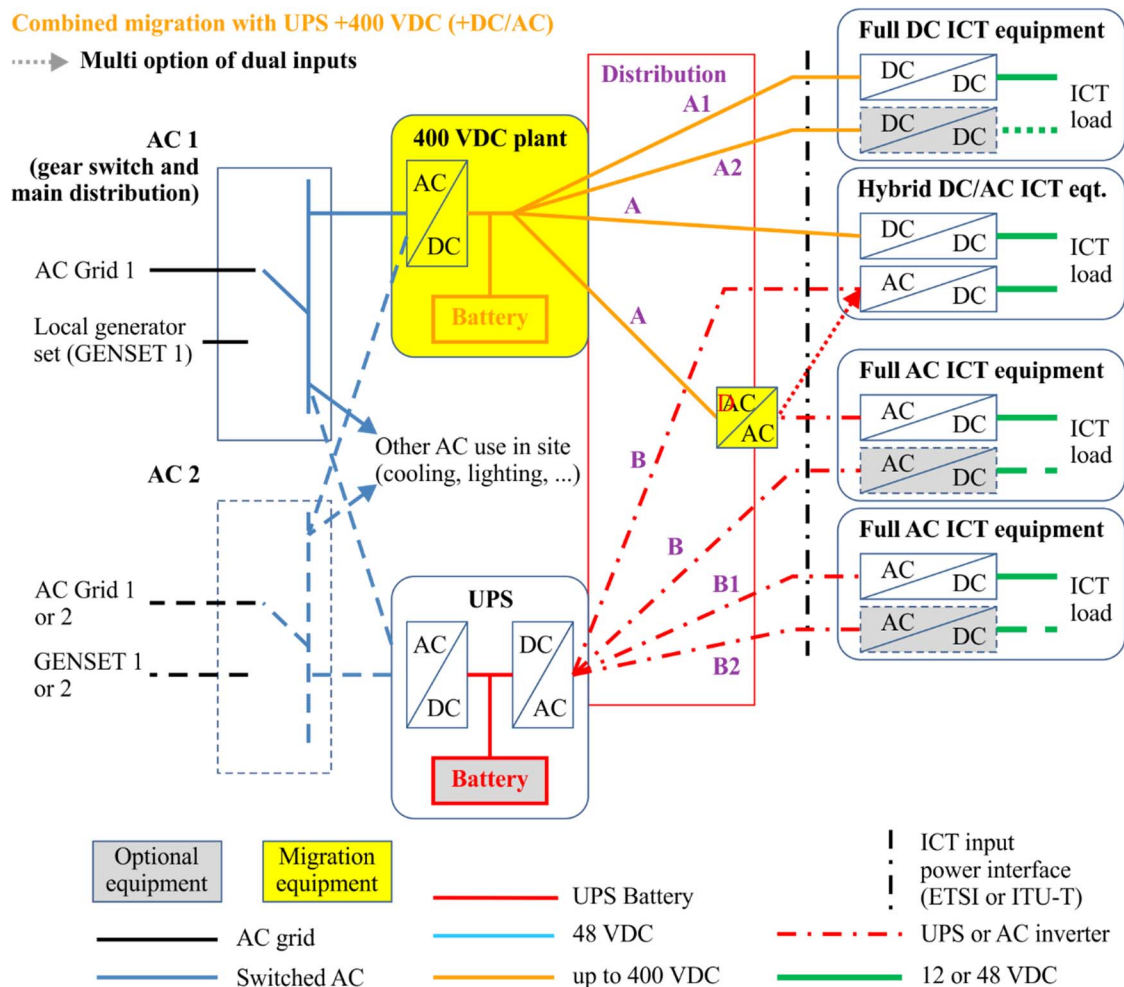 Combined migration with UPS +400 VDC (+DC/AC)
Multi option of dual inputs
AC 1
(gear switch and
main distribution)
AC Grid 1
Local generator
set (GENSET 1)
AC 2
AC Grid 1
or 2
GENSET 1
or 2
Other AC use in site
(cooling, lighting, ...)
400 VDC plant
AC
DC
Battery
UPS
AC
DC
DC
AC
Battery
Distribution
A1
A2
A
A
B
B
B1
B2
D
AC
AC
Full DC ICT equipment
DC
DC
DC
DC
ICT
load
Hybrid DC/AC ICT eqt.
DC
DC
AC
DC
ICT
load
Full AC ICT equipment
AC
DC
AC
DC
ICT
load
Full AC ICT equipment
AC
DC
AC
DC
ICT
load
Optional
equipment
Migration
equipment
AC grid
Switched AC
UPS Battery
48 VDC
up to 400 VDC
ICT input
power interface
(ETSI or ITU-T)
UPS or AC inverter
12 or 48 VDC